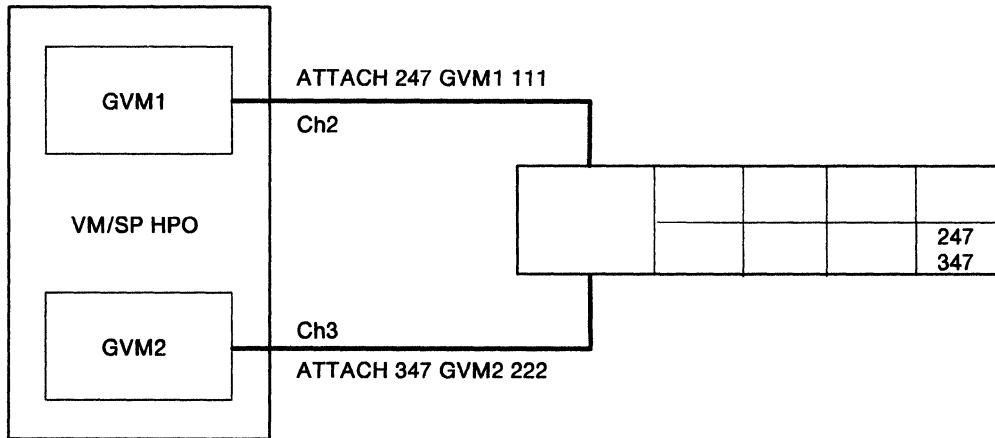 GVM1
ATTACH 247 GVM1 111
Ch2
VM/SP HPO
247
347
GVM2
Ch3
ATTACH 347 GVM2 222